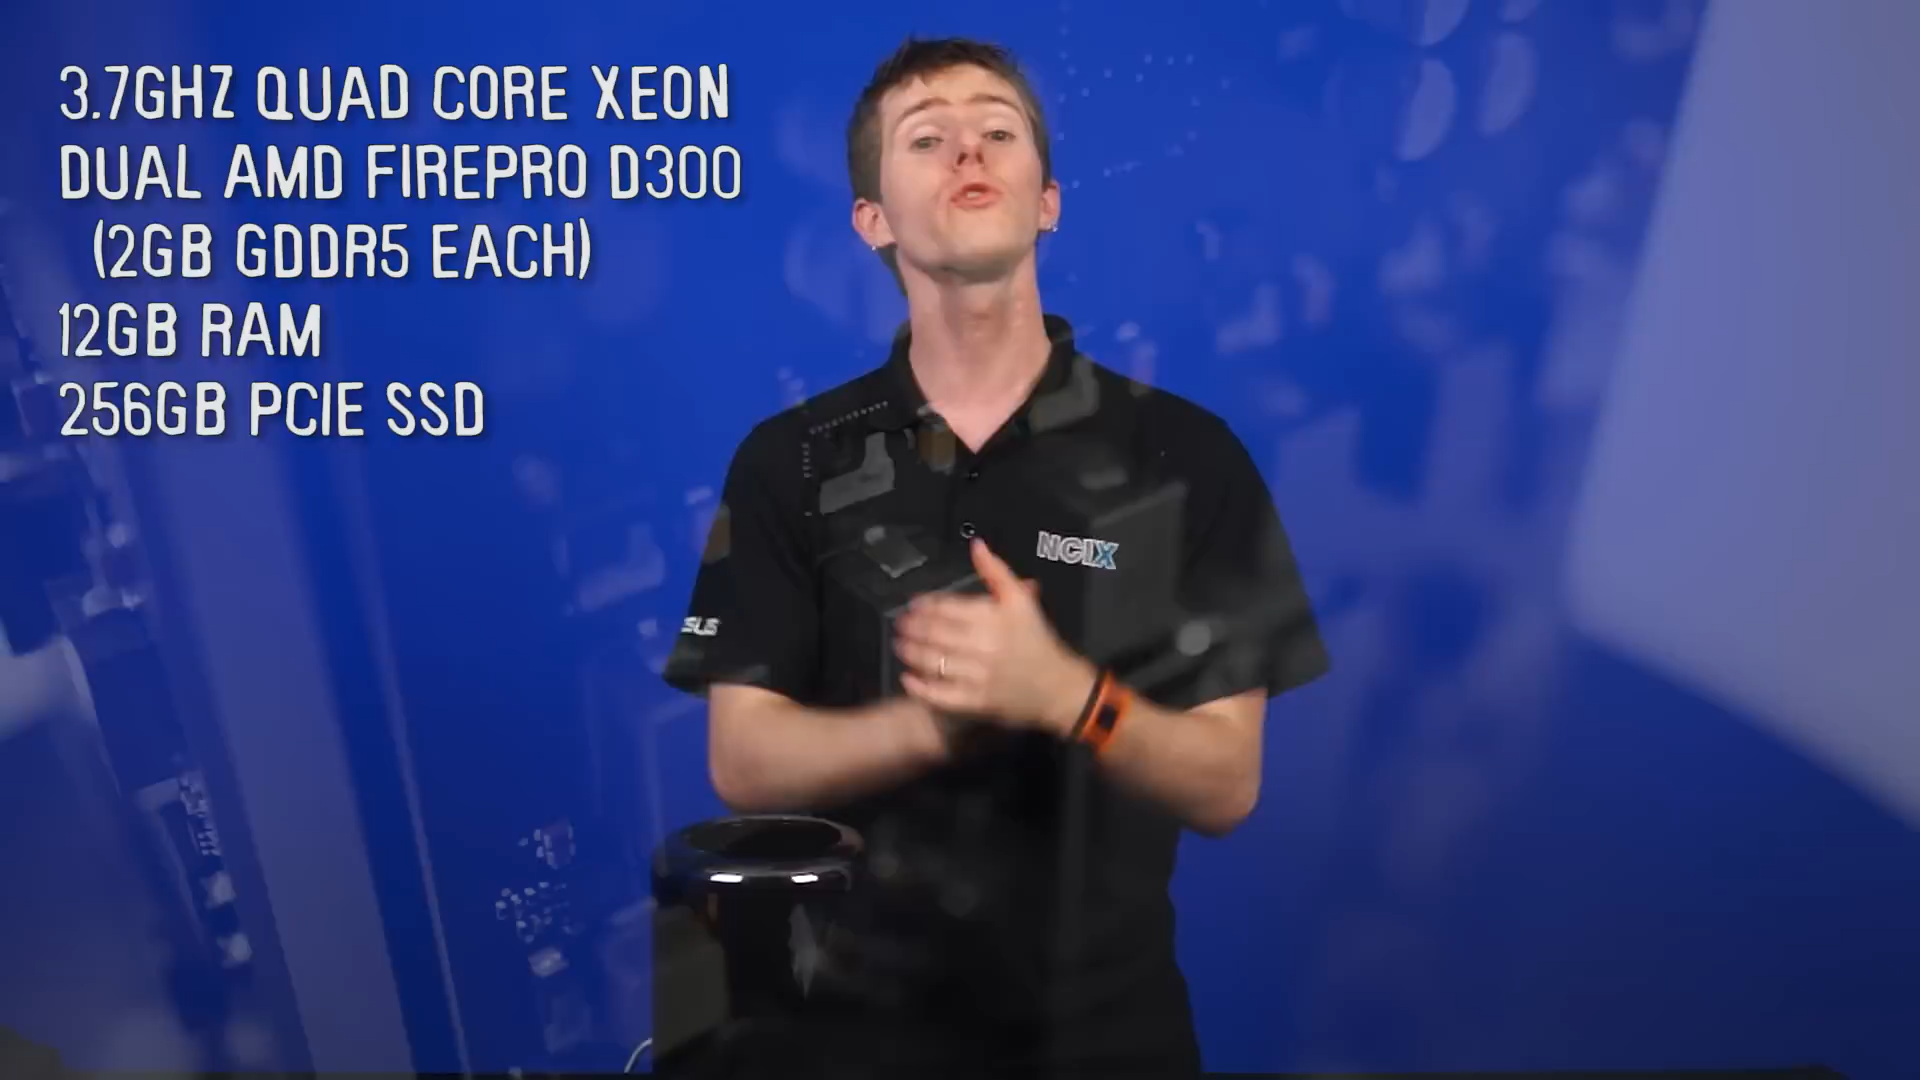 3.7GHZ QUAD CORE XEON
DUAL AMD FIREPRO D300
(2GB GDDR5 EACH)
12GB RAM
256GB PCIE SSD
NCIX